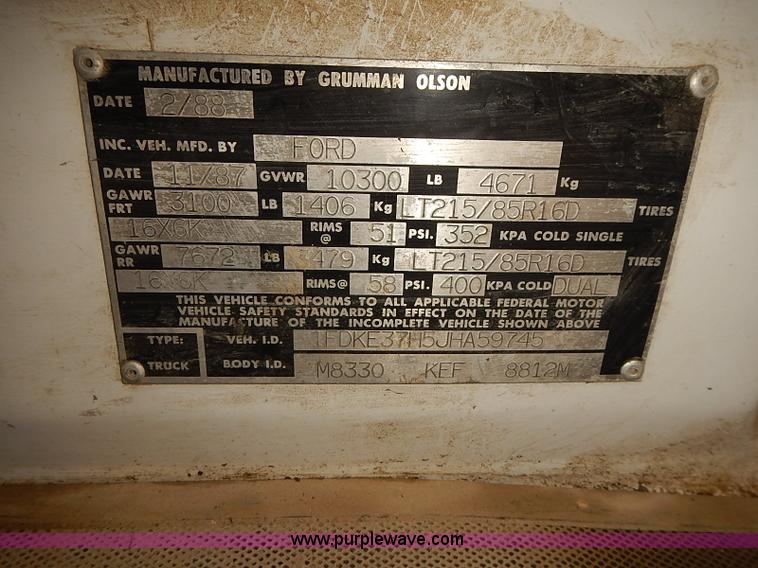 MANUFACTURED BY GRUMMAN OLSON
DATE 2/88
INC. VEH. MFD. BY FORD
DATE 11/87 GVWR 10300 LB 4671 Kg
GAWR FRT 3100 LB 1406 Kg LT215/85R16D TIRES
16X6K RIMS @ 51 PSI. 352 KPA COLD SINGLE
GAWR RR 7672 LB 479 Kg LT215/85R16D TIRES
16X6K RIMS@ 58 PSI. 400 KPA COLD DUAL
THIS VEHICLE CONFORMS TO ALL APPLICABLE FEDERAL MOTOR
VEHICLE SAFETY STANDARDS IN EFFECT ON THE DATE OF THE
MANUFACTURE OF THE INCOMPLETE VEHICLE SHOWN ABOVE
TYPE: VEH. I.D. 1FDKE37H5JHA59745
TRUCK BODY I.D. M8330 KEF 8812M
www.purplewave.com